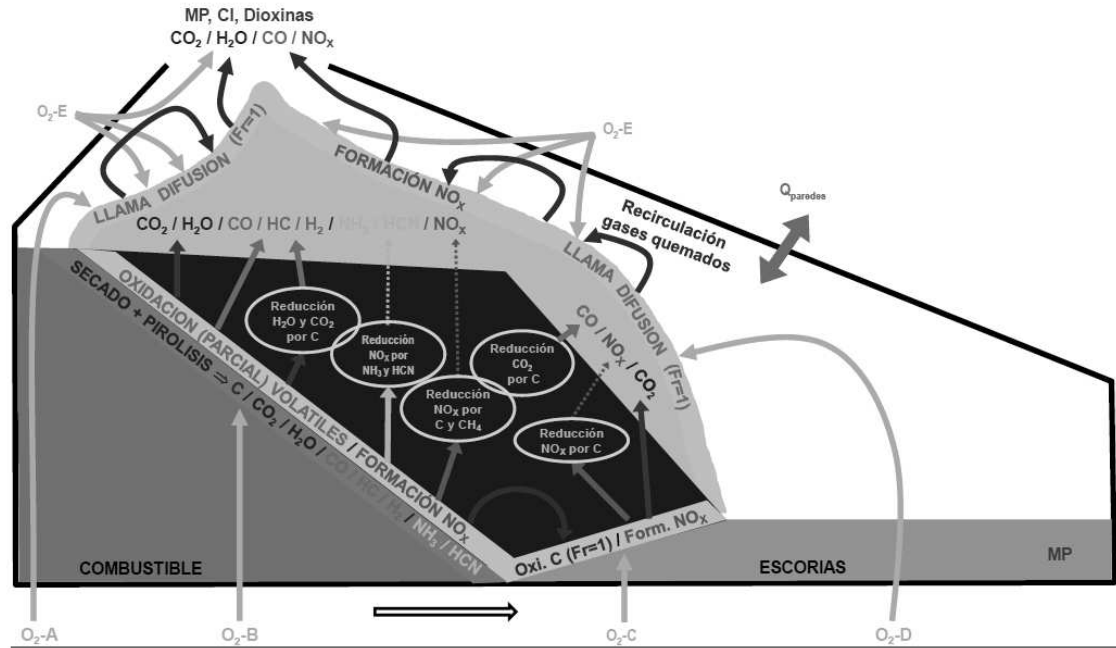 MP, Cl, Dioxinas
CO₂ / H₂O / CO / NOₓ
O₂-E
O₂-E
LLAMA DIFUSION (Fr=1)
FORMACIÓN NOₓ
Q paredes
Recirculación
gases quemados
CO₂ / H₂O / CO / HC / H₂ / NH₃ / HCN / NOₓ
LLAMA DIFUSION (Fr=1)
OXIDACION (PARCIAL) VOLATILES / FORMACIÓN NOₓ
SECADO + PIROLÍSIS ⇒ C / CO₂ / H₂O / CO / HC / H₂ / NH₃ / HCN
Reducción
H₂O y CO₂
por C
Reducción
NOₓ por
NH₃ y HCN
Reducción
CO₂
por C
CO / NOₓ / CO₂
Reducción
NOₓ por
C y CH₄
Reducción
NOₓ por C
Oxi. C (Fr=1) / Form. NOₓ
COMBUSTIBLE
ESCORIAS
MP
O₂-A
O₂-B
O₂-C
O₂-D